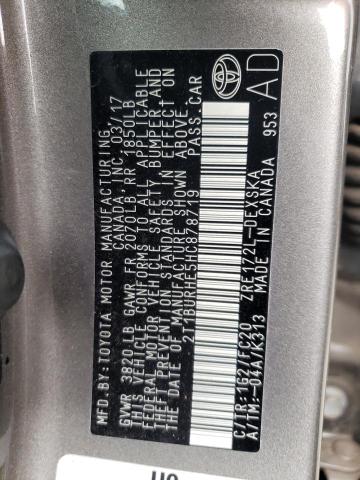 MFD.BY:TOYOTA MOTOR MANUFACTURING
CANADA, INC. 03/17
GVWR 3820 LB GAWR FR 2070LB RR 1850LB
THIS VEHICLE CONFORMS TO ALL APPLICABLE
FEDERAL MOTOR VEHICLE SAFETY BUMPER AND
THEFT PREVENTION STANDARDS IN EFFECT ON
THE DATE OF MANUFACTURE SHOWN ABOVE.
2T1BURHE5HC878719 PASS.CAR
C/TR:1G2/FC20 ZRE172L-DEXGKA
A/TM:-04A/K313 MADE IN CANADA 953
AD